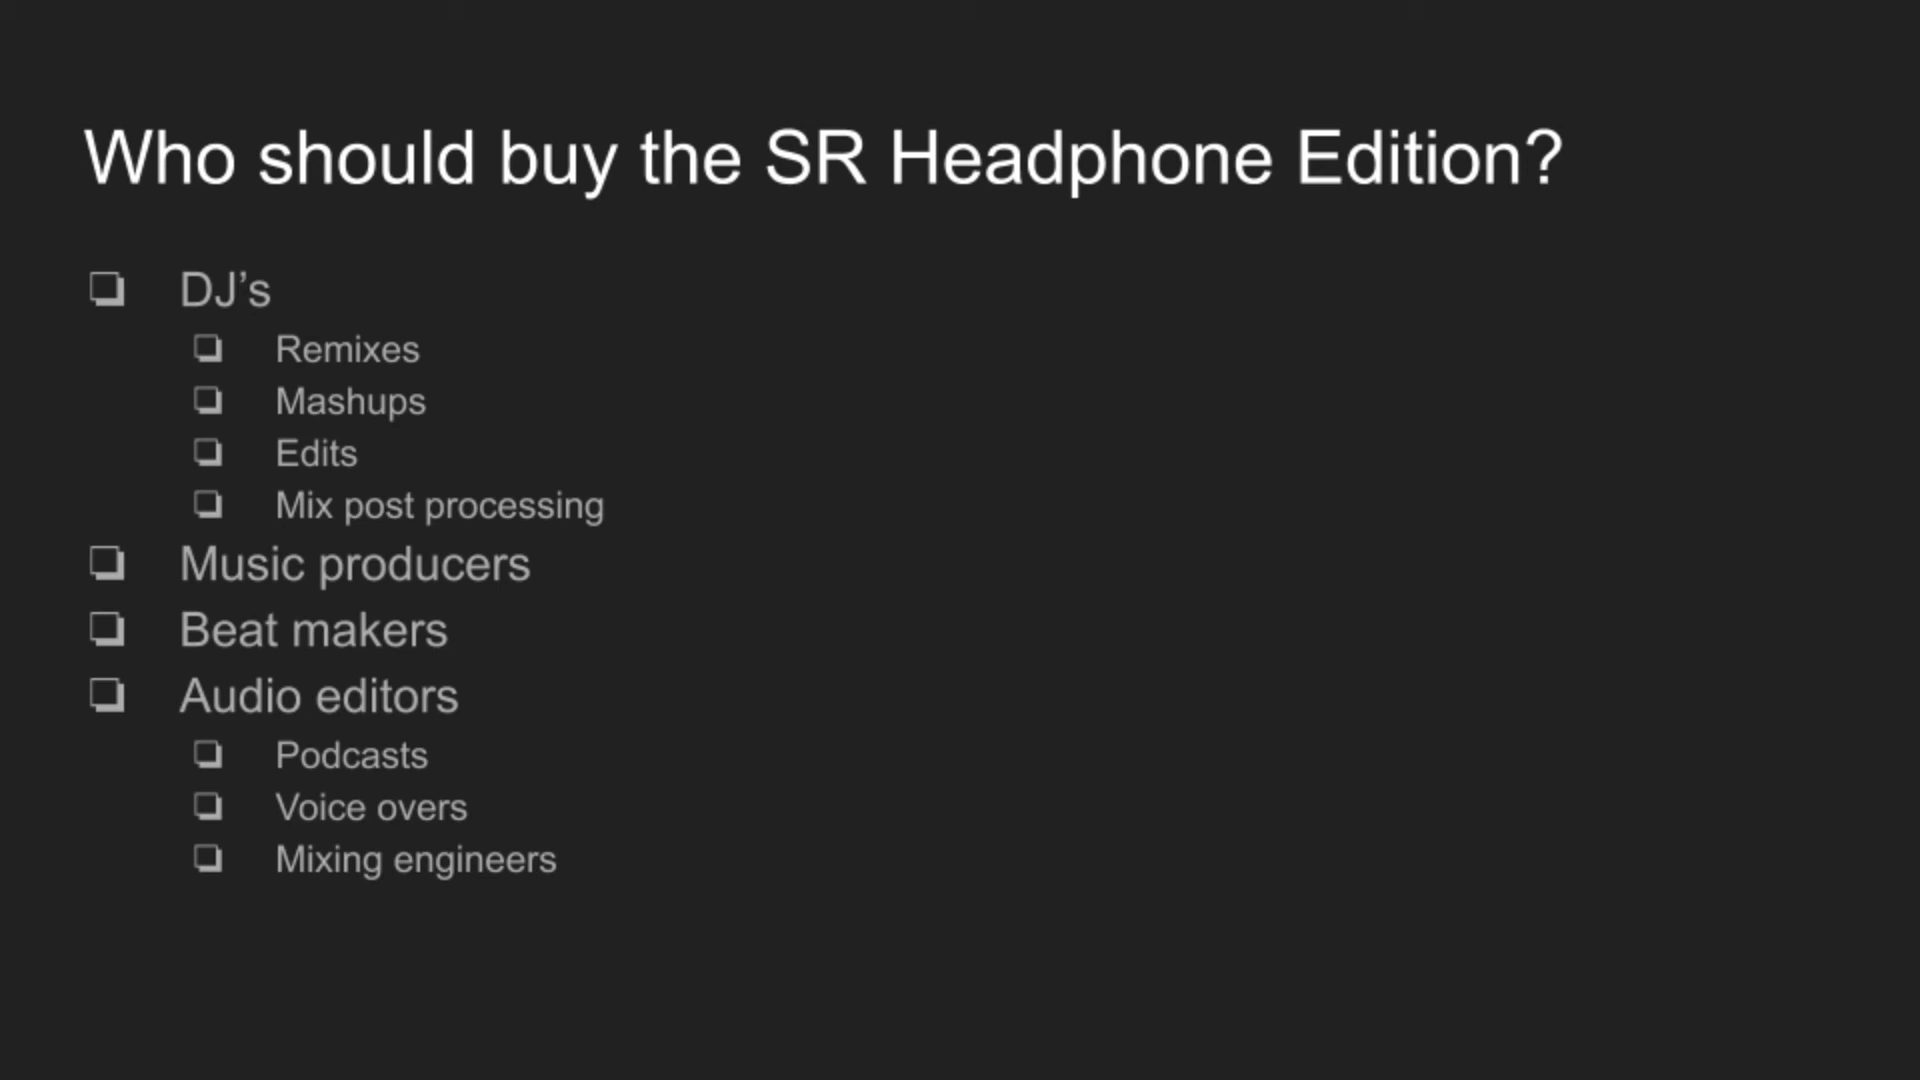 Who should buy the SR Headphone Edition?
❏ DJ’s
❏ Remixes
❏ Mashups
❏ Edits
❏ Mix post processing
❏ Music producers
❏ Beat makers
❏ Audio editors
❏ Podcasts
❏ Voice overs
❏ Mixing engineers